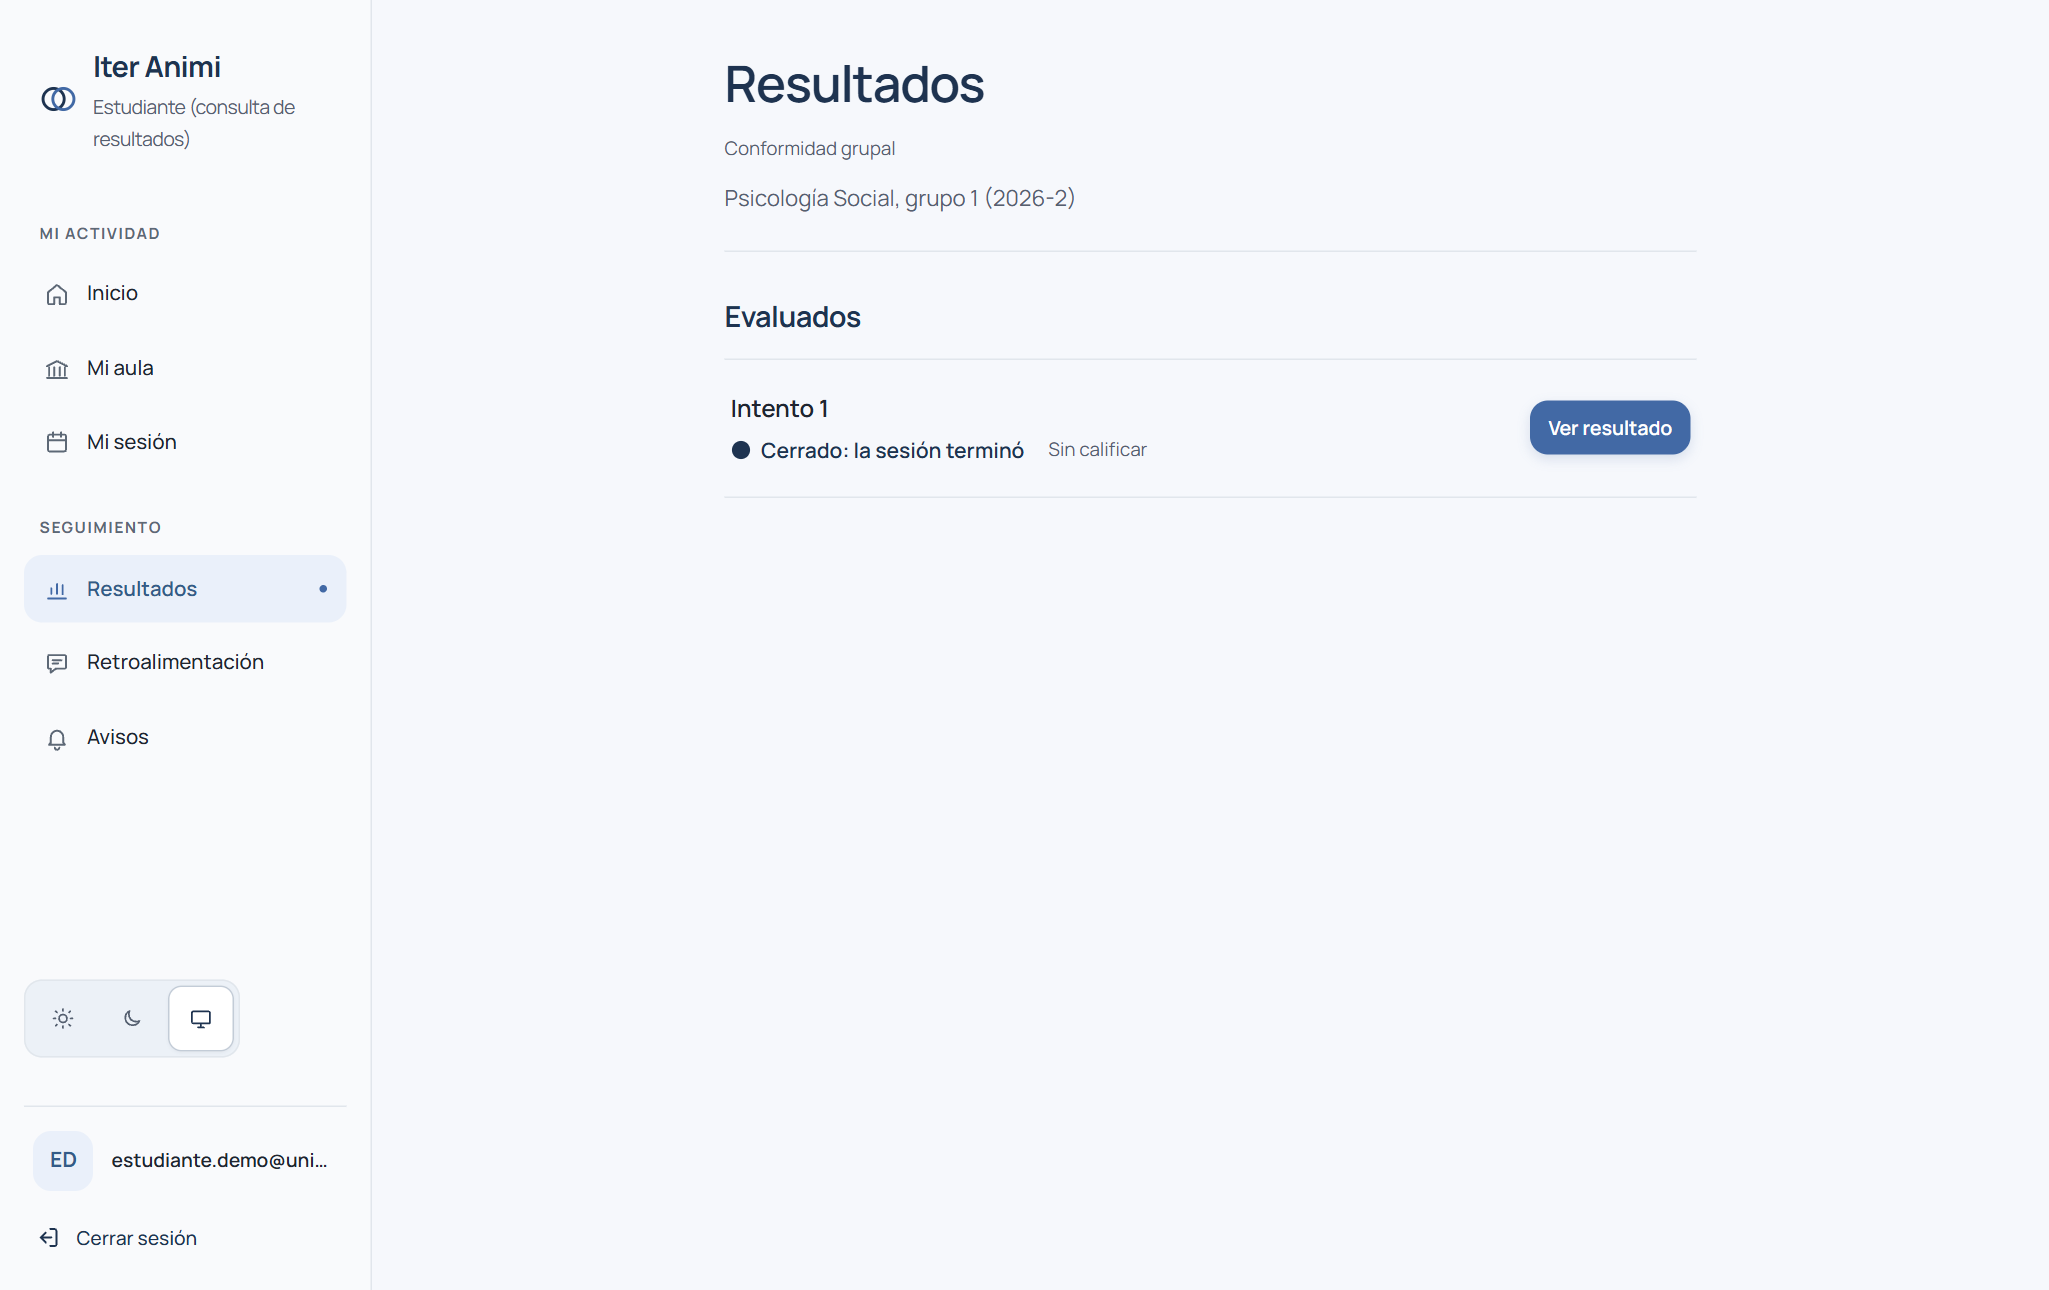 Iter Animi
Estudiante (consulta de
resultados)
MI ACTIVIDAD
Inicio
Mi aula
Mi sesión
SEGUIMIENTO
Resultados
Retroalimentación
Avisos
ED
estudiante.demo@uni...
Cerrar sesión
Resultados
Conformidad grupal
Psicología Social, grupo 1 (2026-2)
Evaluados
Intento 1
Cerrado: la sesión terminó
Sin calificar
Ver resultado